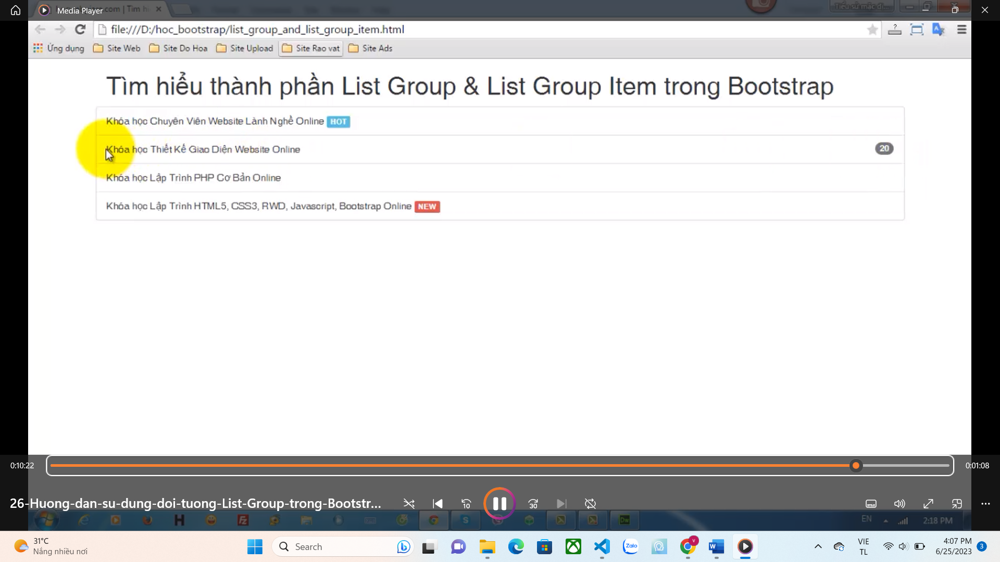 Media Player
file:///D:/hoc_bootstrap/list_group_and_list_group_item.html
Ứng dụng Site Web Site Do Hoa Site Upload Site Rao vat Site Ads
Tìm hiểu thành phần List Group & List Group Item trong Bootstrap
Khóa học Chuyên Viên Website Lành Nghề Online HOT
Khóa học Thiết Kế Giao Diện Website Online 20
Khóa học Lập Trình PHP Cơ Bản Online
Khóa học Lập Trình HTML5, CSS3, RWD, Javascript, Bootstrap Online NEW
0:10:22 0:01:08
26-Huong-dan-su-dung-doi-tuong-List-Group-trong-Bootstr... 10 30
EN 2:18 PM
31°C
Nắng nhiều nơi
Search
Zalo
VIE
TL
4:07 PM
6/25/2023
3